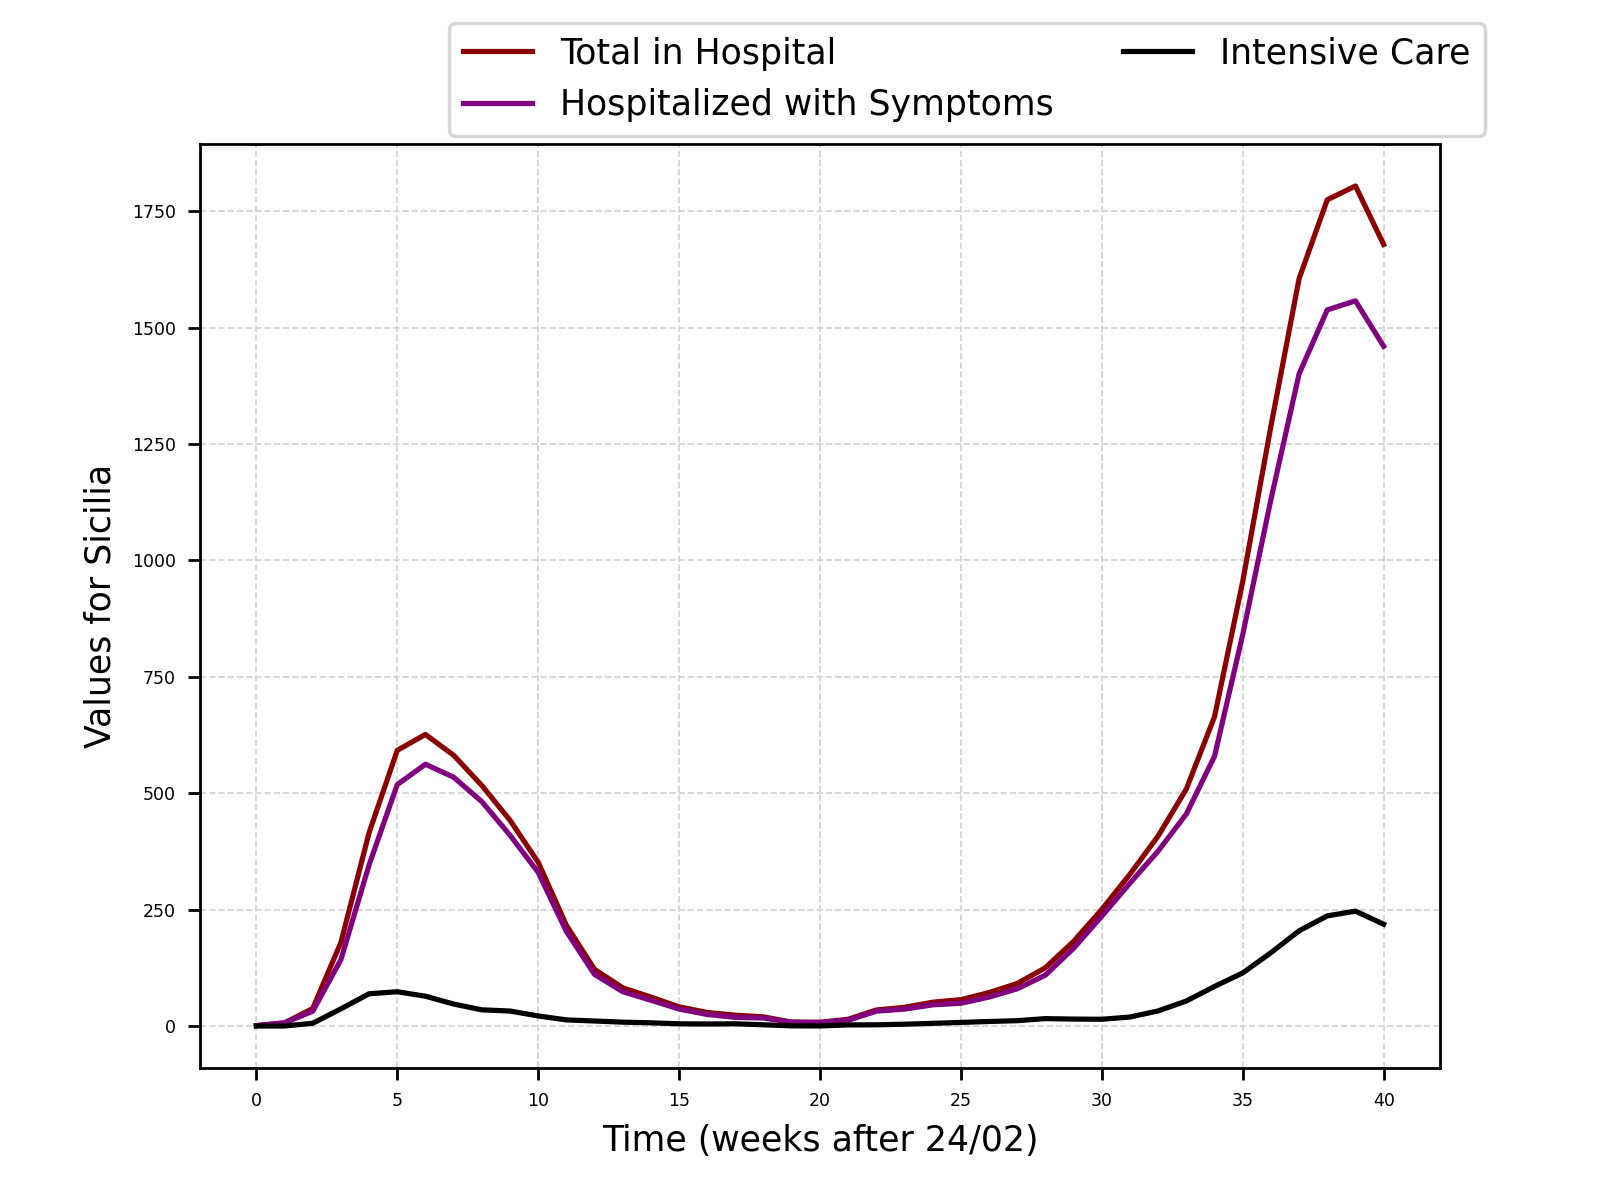 Total in Hospital
Hospitalized with Symptoms
Intensive Care
1750
1500
1250
1000
750
500
250
0
Values for Sicilia
0 5 10 15 20 25 30 35 40
Time (weeks after 24/02)